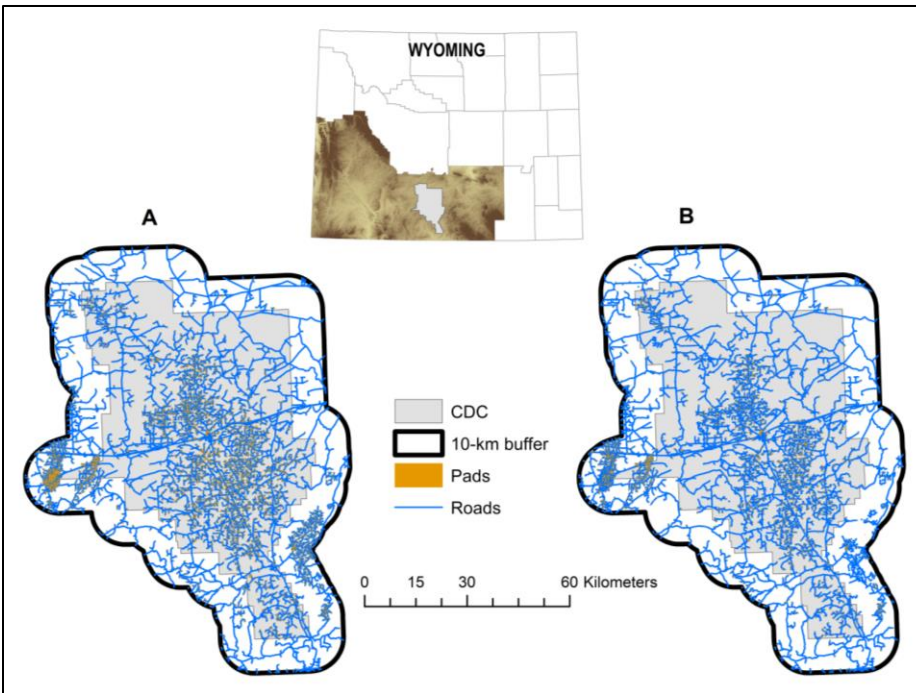 WYOMING
A
B
CDC
10-km buffer
Pads
Roads
0 15 30 60 Kilometers